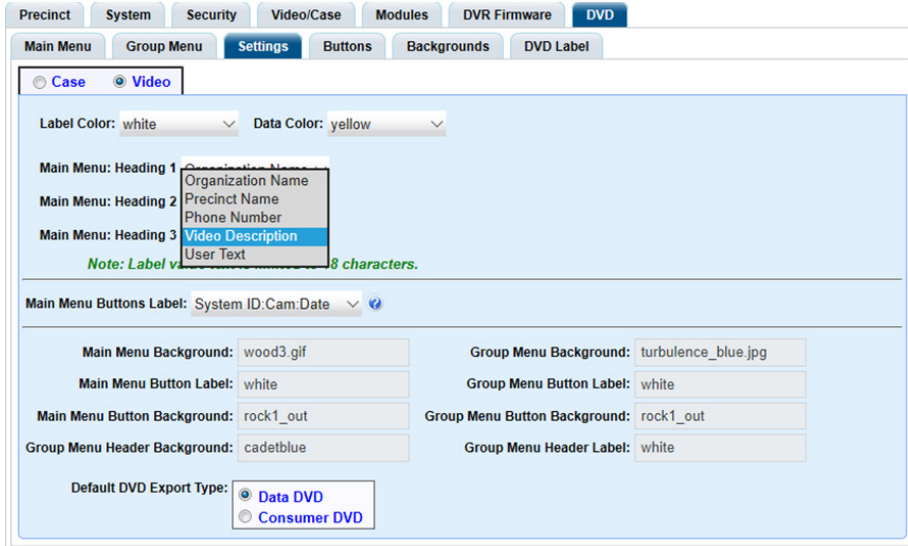 Precinct System Security Video/Case Modules DVR Firmware DVD
Main Menu Group Menu Settings Buttons Backgrounds DVD Label
Case Video
Label Color: white Data Color: yellow
Main Menu: Heading 1
Organization Name
Main Menu: Heading 2 Precinct Name
Phone Number
Main Menu: Heading 3 Video Description
User Text
Note: Label 8 characters.
Main Menu Buttons Label: System ID:Cam:Date
Main Menu Background: wood3.gif Group Menu Background: turbulence_blue.jpg
Main Menu Button Label: white Group Menu Button Label: white
Main Menu Button Background: rock1_out Group Menu Button Background: rock1_out
Group Menu Header Background: cadetblue Group Menu Header Label: white
Default DVD Export Type: Data DVD
Consumer DVD